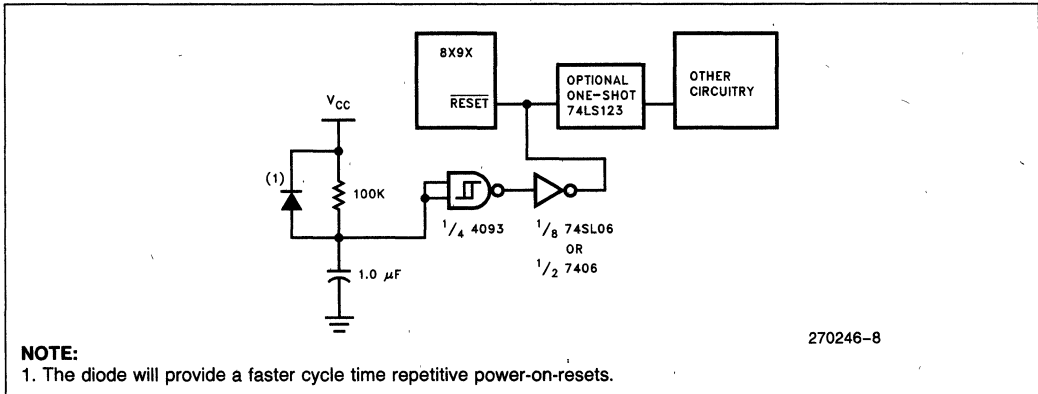 8X9X
RESET
OPTIONAL
ONE-SHOT
74LS123
OTHER
CIRCUITRY
VCC
(1)
100K
1/4 4093
1/8 74SL06
OR
1/2 7406
1.0 μF
270246-8
NOTE:
1. The diode will provide a faster cycle time repetitive power-on-resets.